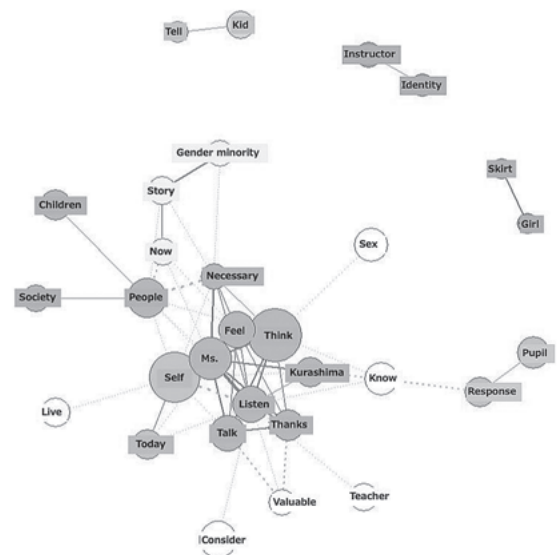 Tell
Kid
Instructor
Identity
Gender minority
Skirt
Story
Children
Girl
Sex
Now
Necessary
Society
People
Feel
Think
Ms.
Pupil
Self
Kurashima
Know
Response
Listen
Live
Thanks
Talk
Today
Valuable
Teacher
Consider